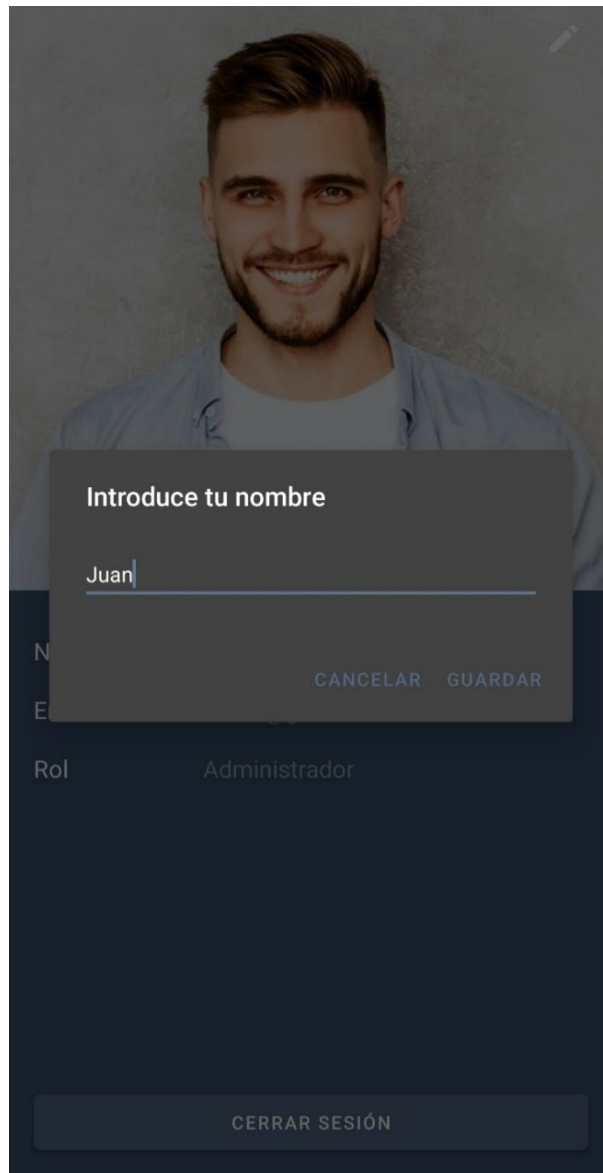 Introduce tu nombre
Juan
CANCELAR GUARDAR
Rol Administrador
CERRAR SESIÓN